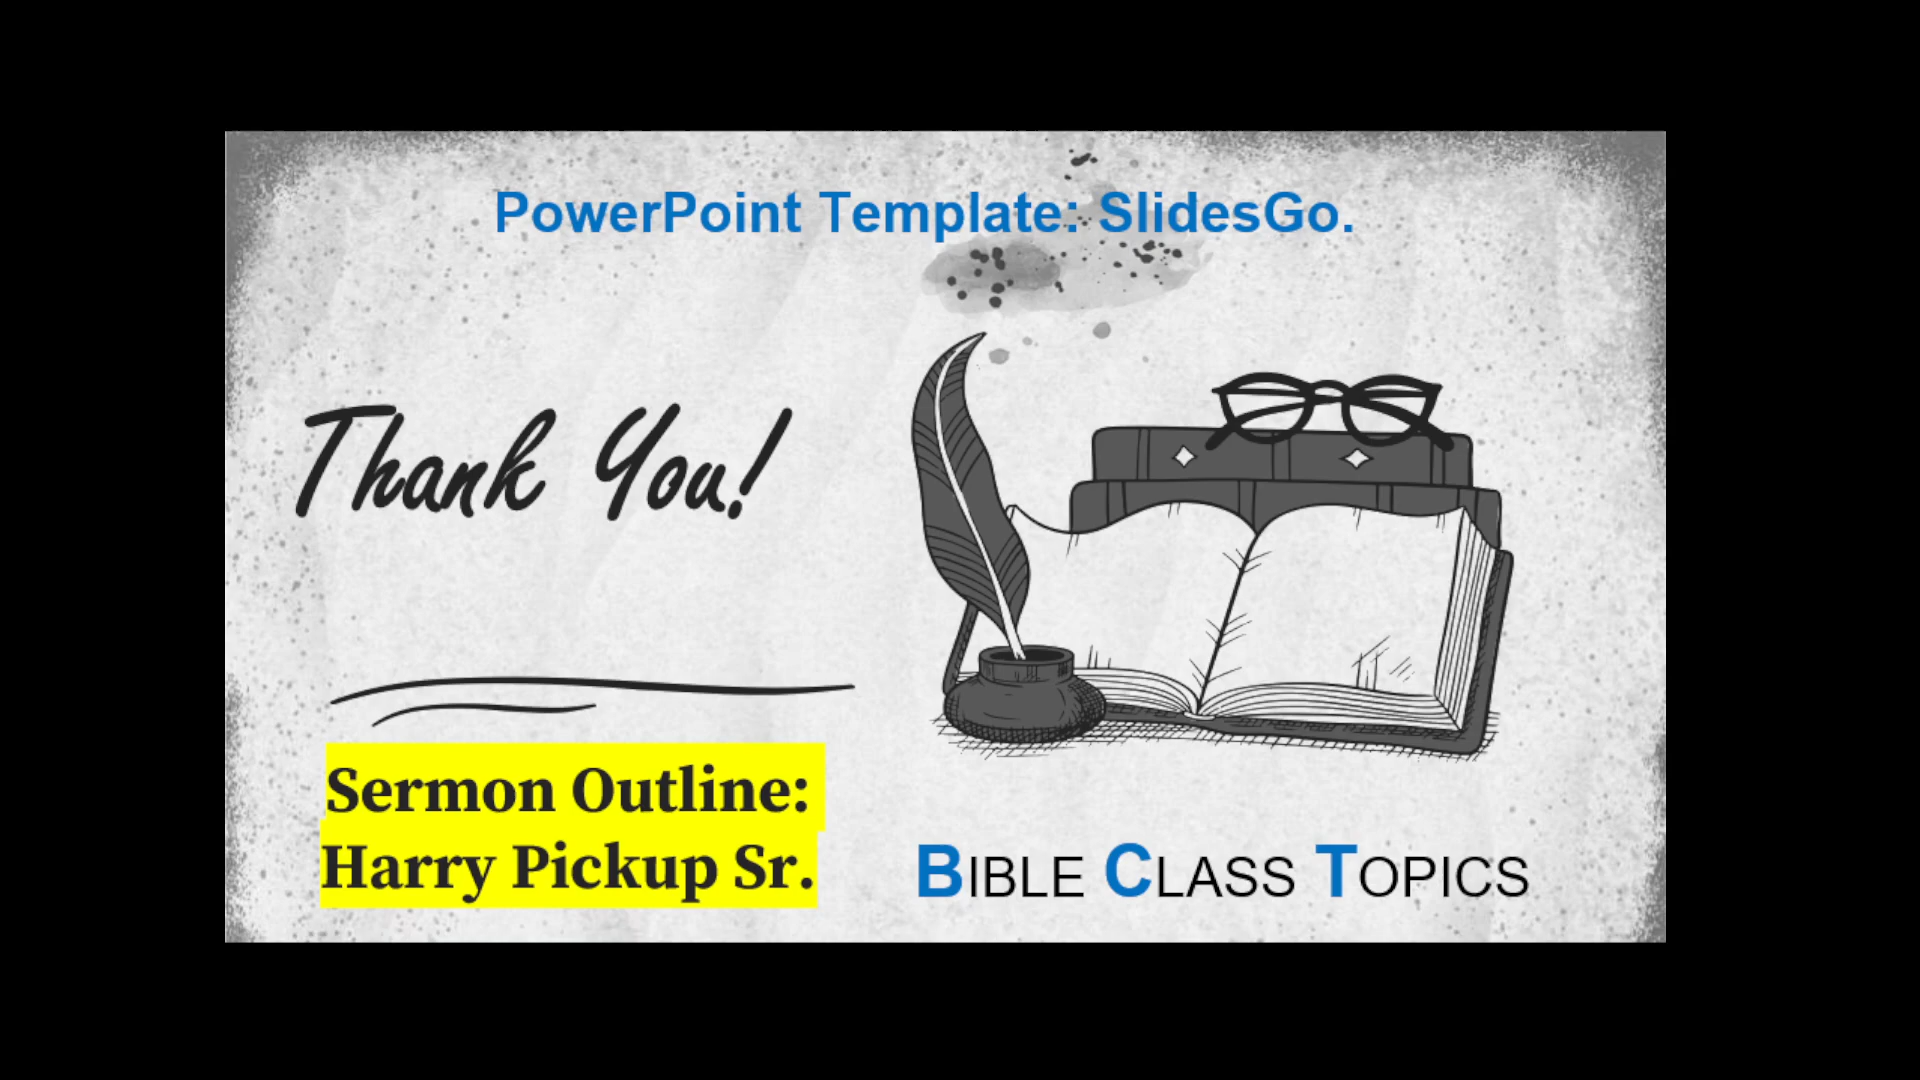 PowerPoint Template: SlidesGo.
Thank You!
Sermon Outline:
Harry Pickup Sr.
BIBLE CLASS TOPICS